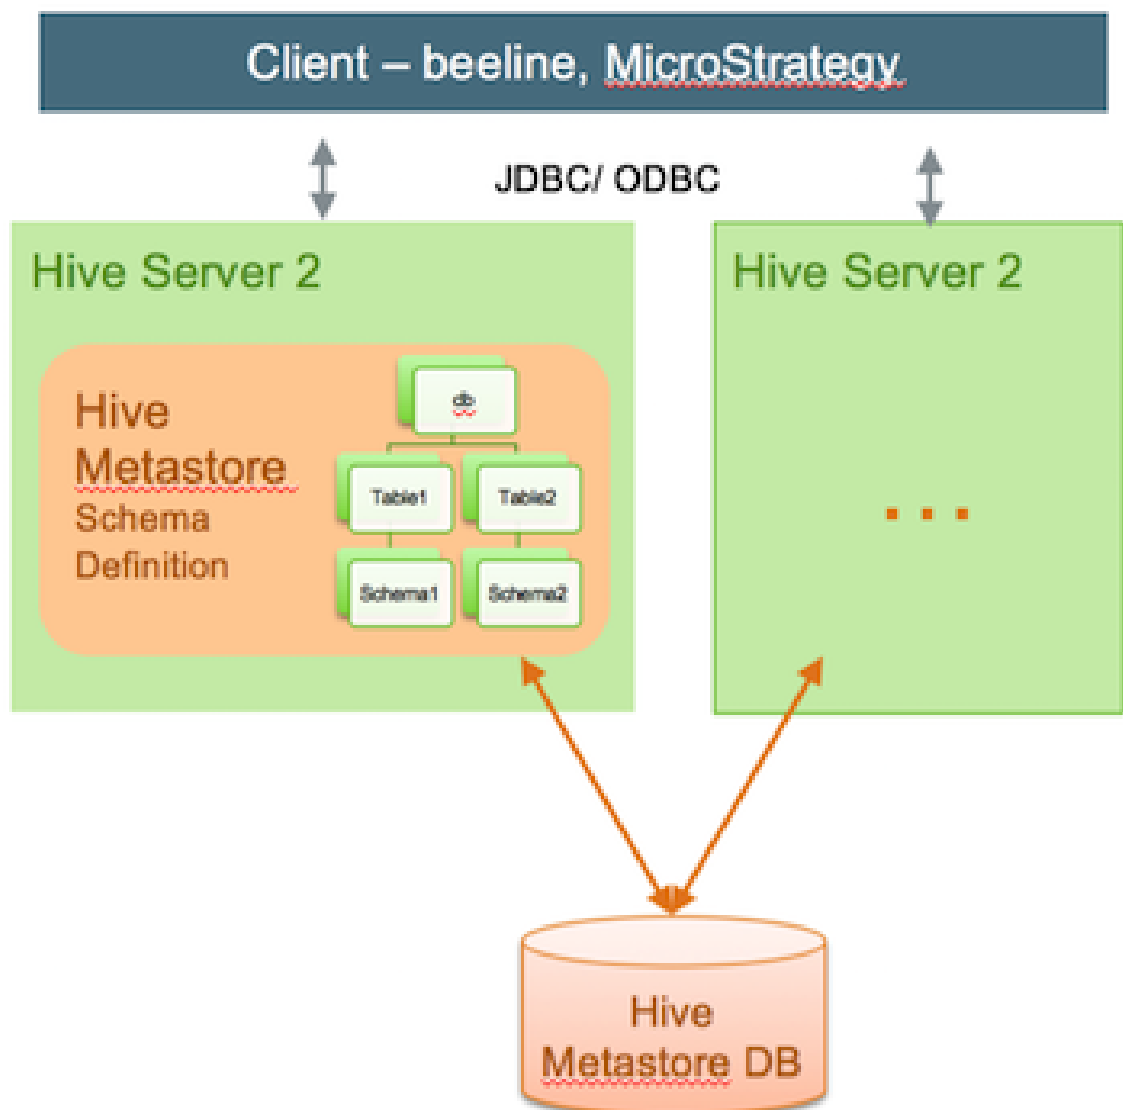 Client – beeline, MicroStrategy
JDBC/ ODBC
Hive Server 2
Hive
Metastore
Schema
Definition
db
Table1
Table2
Schema1
Schema2
Hive Server 2
...
Hive
Metastore DB